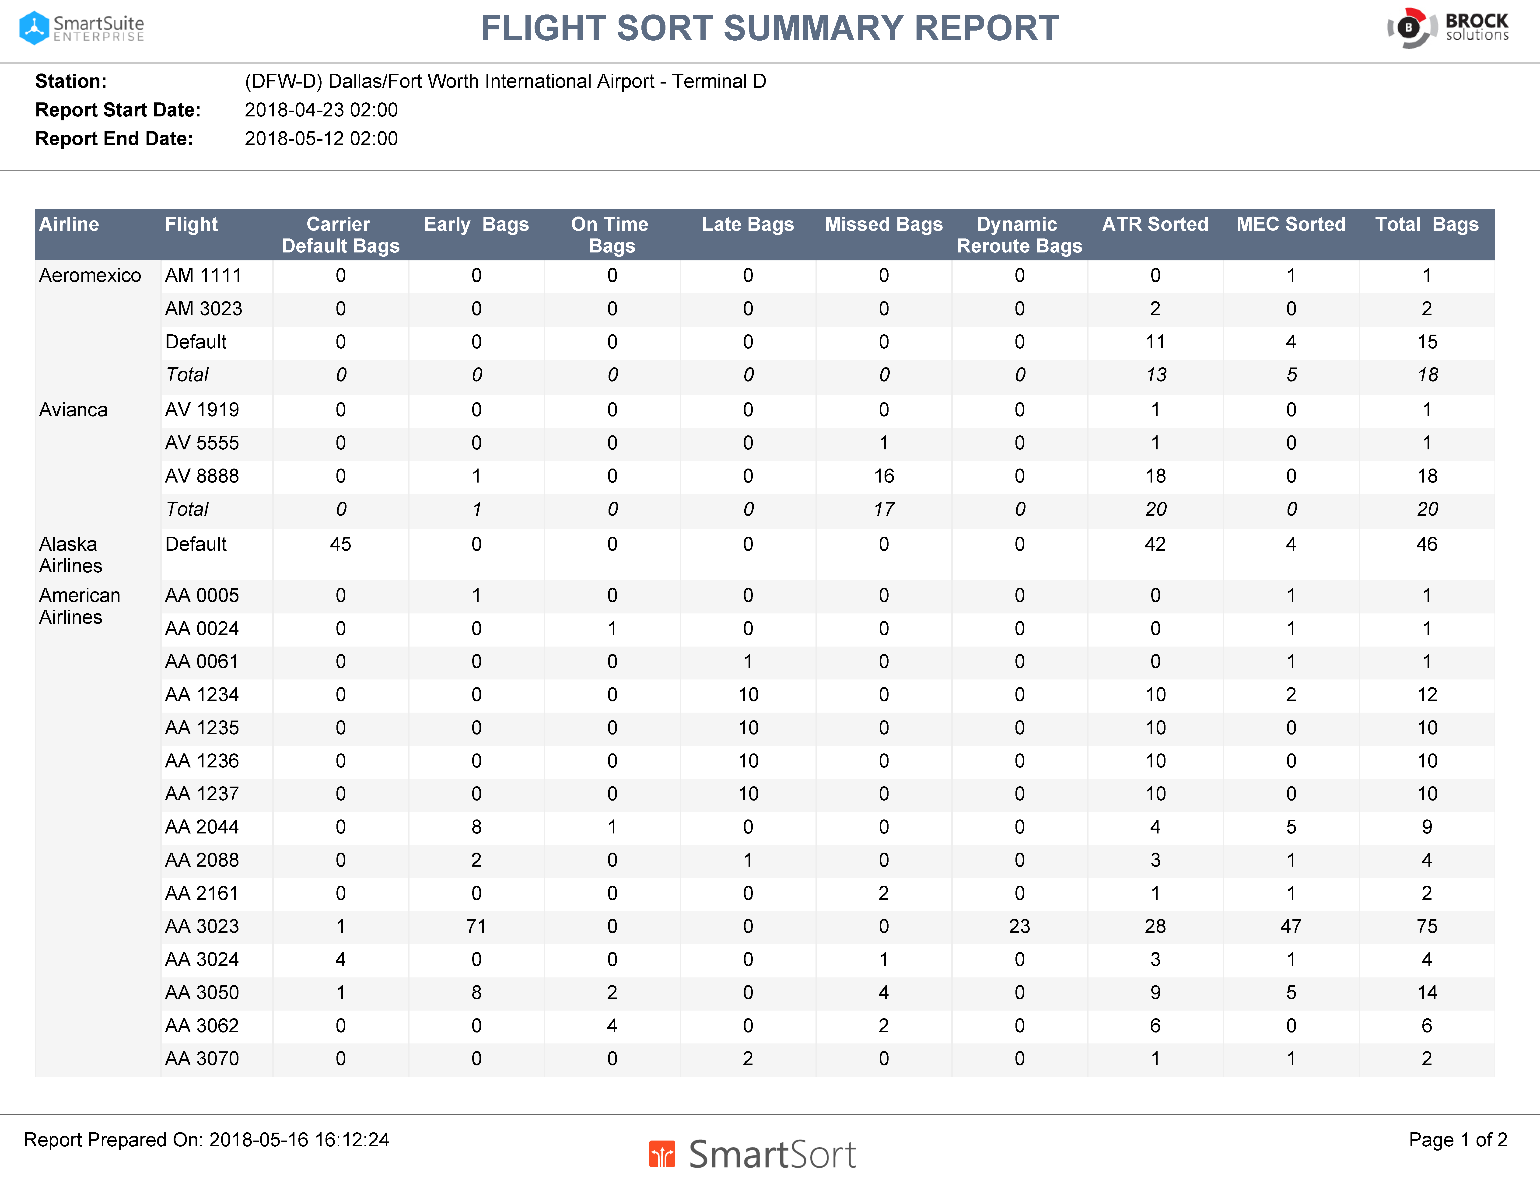 SmartSuite
ENTERPRISE
FLIGHT SORT SUMMARY REPORT
B
BROCK
solutions
Station: (DFW-D) Dallas/Fort Worth International Airport - Terminal D
Report Start Date: 2018-04-23 02:00
Report End Date: 2018-05-12 02:00
Airline Flight Carrier Default Bags Early Bags On Time Bags Late Bags Missed Bags Dynamic Reroute Bags ATR Sorted MEC Sorted Total Bags
Aeromexico AM 1111 0 0 0 0 0 0 0 1 1
AM 3023 0 0 0 0 0 0 2 0 2
Default 0 0 0 0 0 0 11 4 15
Total 0 0 0 0 0 0 13 5 18
Avianca AV 1919 0 0 0 0 0 0 1 0 1
AV 5555 0 0 0 0 1 0 1 0 1
AV 8888 0 1 0 0 16 0 18 0 18
Total 0 1 0 0 17 0 20 0 20
Alaska Airlines Default 45 0 0 0 0 0 42 4 46
American Airlines AA 0005 0 1 0 0 0 0 0 1 1
AA 0024 0 0 1 0 0 0 0 1 1
AA 0061 0 0 0 1 0 0 0 1 1
AA 1234 0 0 0 10 0 0 10 2 12
AA 1235 0 0 0 10 0 0 10 0 10
AA 1236 0 0 0 10 0 0 10 0 10
AA 1237 0 0 0 10 0 0 10 0 10
AA 2044 0 8 1 0 0 0 4 5 9
AA 2088 0 2 0 1 0 0 3 1 4
AA 2161 0 0 0 0 2 0 1 1 2
AA 3023 1 71 0 0 0 23 28 47 75
AA 3024 4 0 0 0 1 0 3 1 4
AA 3050 1 8 2 0 4 0 9 5 14
AA 3062 0 0 4 0 2 0 6 0 6
AA 3070 0 0 0 2 0 0 1 1 2
Report Prepared On: 2018-05-16 16:12:24
SmartSort
Page 1 of 2